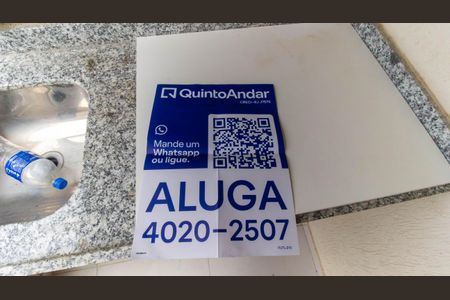 QuintoAndar
Mande um
Whatsapp
ou ligue.
ALUGA
4020-2507